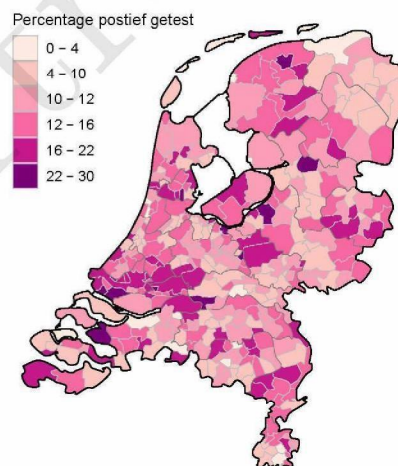 Percentage postief getest
0 – 4
4 – 10
10 – 12
12 – 16
16 – 22
22 – 30